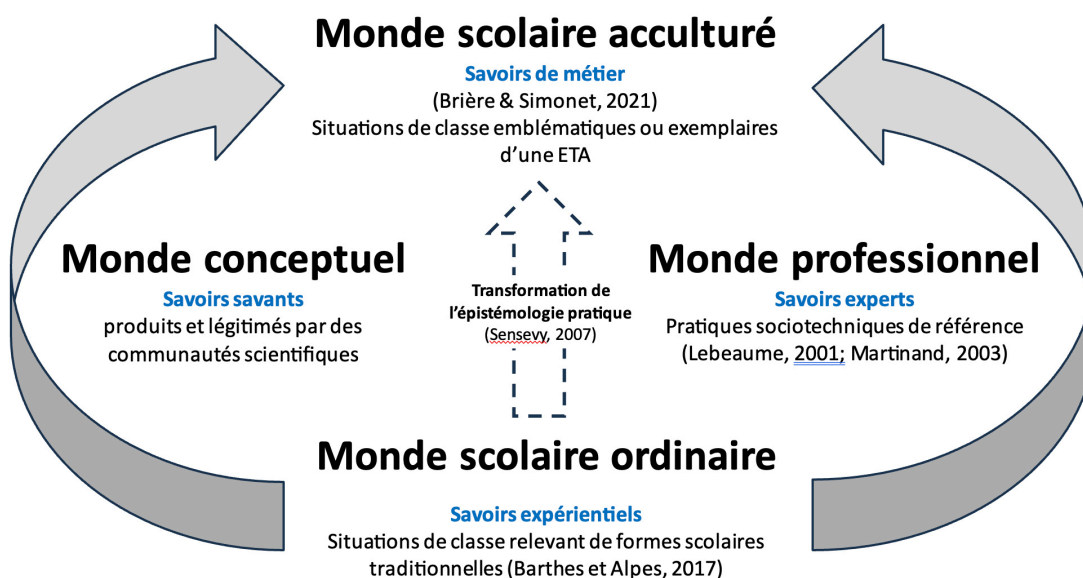 Monde scolaire acculturé
Savoirs de métier
(Brière & Simonet, 2021)
Situations de classe emblématiques ou exemplaires
d’une ETA
Monde conceptuel
Savoirs savants
produits et légitimés par des
communautés scientifiques
Transformation de
l’épistémologie pratique
(Sensevy, 2007)
Monde professionnel
Savoirs experts
Pratiques sociotechniques de référence
(Lebeaume, 2001; Martinand, 2003)
Monde scolaire ordinaire
Savoirs expérientiels
Situations de classe relevant de formes scolaires
traditionnelles (Barthes et Alpes, 2017)